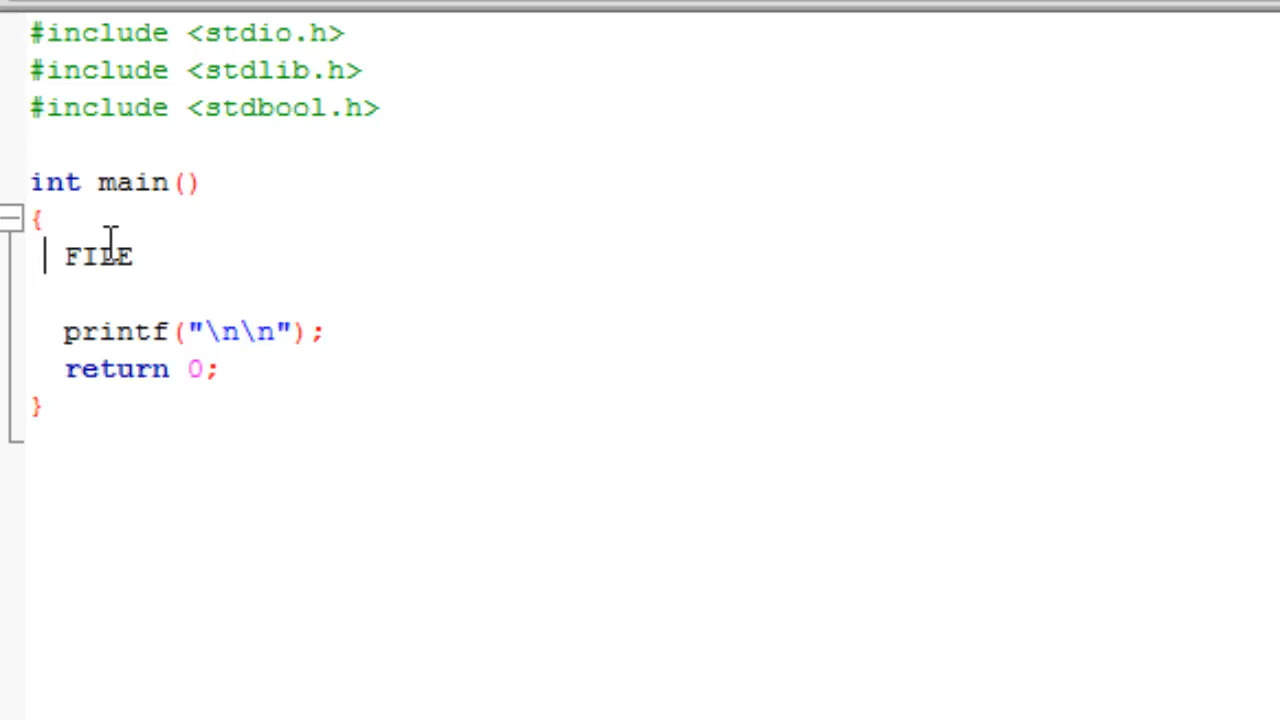 #include <stdio.h>
#include <stdlib.h>
#include <stdbool.h>
int main()
{
FILE
printf("\n\n");
return 0;
}